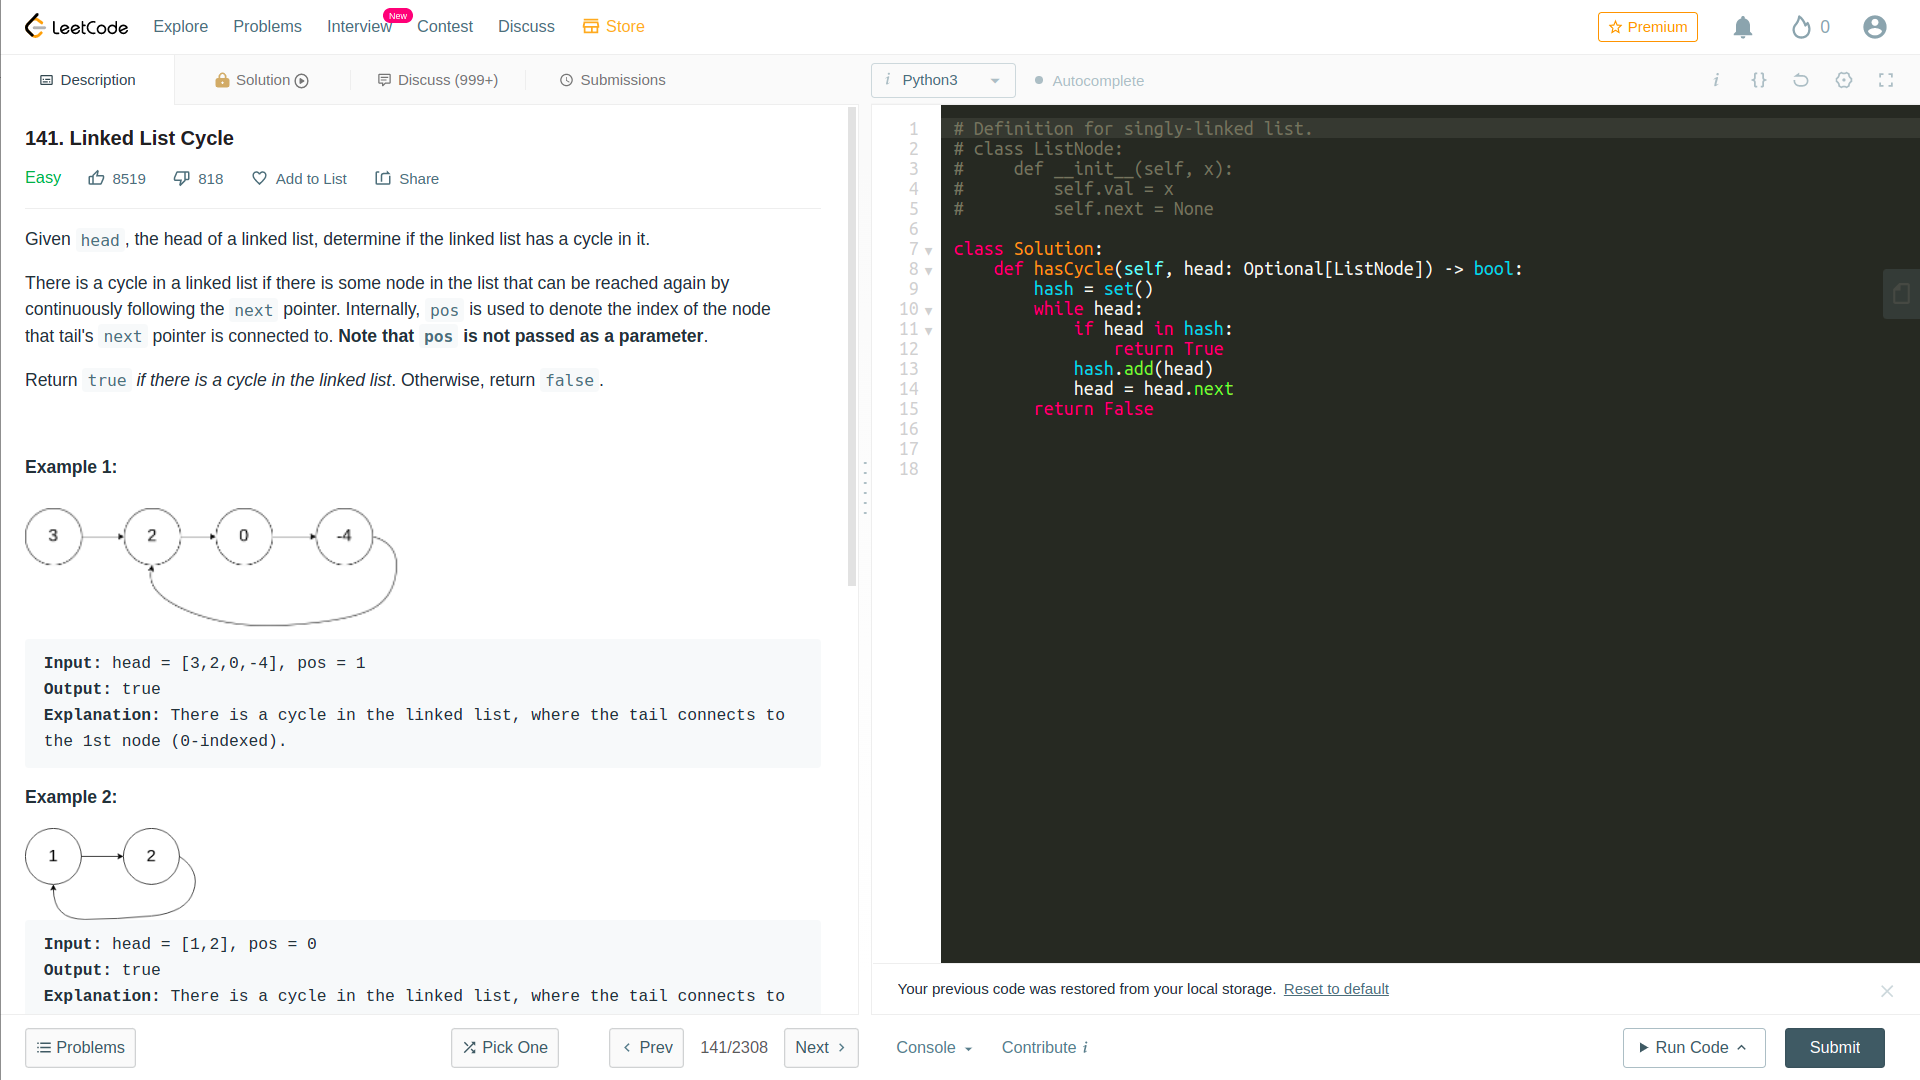 LeetCode Explore Problems Interview New Contest Discuss Store Premium 0
Description Solution Discuss (999+) Submissions
141. Linked List Cycle
Easy 8519 818 Add to List Share
Given head, the head of a linked list, determine if the linked list has a cycle in it.
There is a cycle in a linked list if there is some node in the list that can be reached again by
continuously following the next pointer. Internally, pos is used to denote the index of the node
that tail's next pointer is connected to. Note that pos is not passed as a parameter.
Return true if there is a cycle in the linked list. Otherwise, return false.
Example 1:
3 2 0 -4
Input: head = [3,2,0,-4], pos = 1
Output: true
Explanation: There is a cycle in the linked list, where the tail connects to
the 1st node (0-indexed).
Example 2:
1 2
Input: head = [1,2], pos = 0
Output: true
Explanation: There is a cycle in the linked list, where the tail connects to
Problems Pick One Prev 141/2308 Next
i Python3 Autocomplete i {}
1 # Definition for singly-linked list.
2 # class ListNode:
3 #     def __init__(self, x):
4 #         self.val = x
5 #         self.next = None
6
7 class Solution:
8     def hasCycle(self, head: Optional[ListNode]) -> bool:
9         hash = set()
10         while head:
11             if head in hash:
12                 return True
13             hash.add(head)
14             head = head.next
15         return False
16
17
18
Your previous code was restored from your local storage. Reset to default
Console Contribute i Run Code Submit